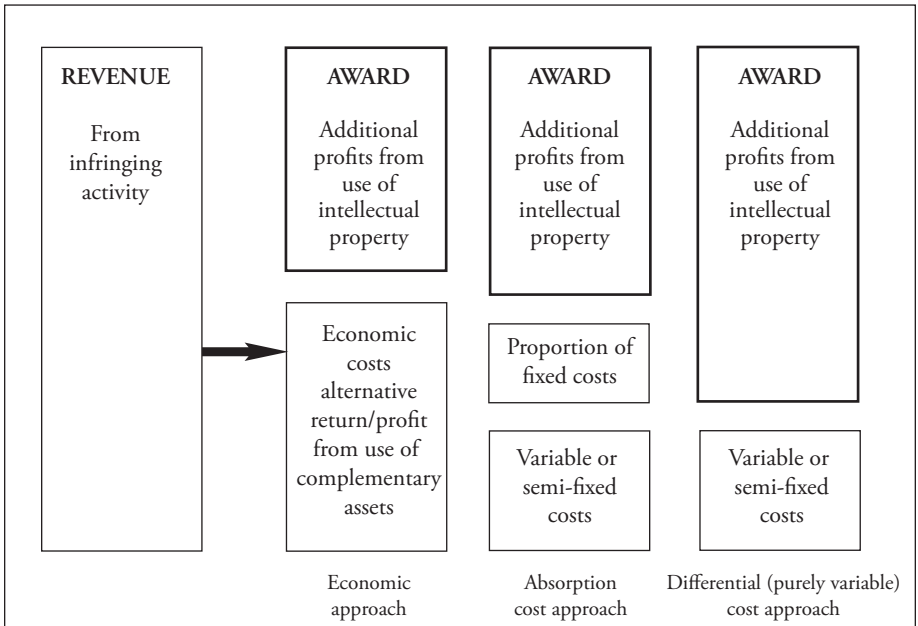 REVENUE
From
infringing
activity
AWARD
Additional
profits from
use of
intellectual
property
Economic
costs
alternative
return/profit
from use of
complementary
assets
Economic
approach
AWARD
Additional
profits from
use of
intellectual
property
Proportion of
fixed costs
Variable or
semi-fixed
costs
Absorption
cost approach
AWARD
Additional
profits from
use of
intellectual
property
Variable or
semi-fixed
costs
Differential (purely variable)
cost approach